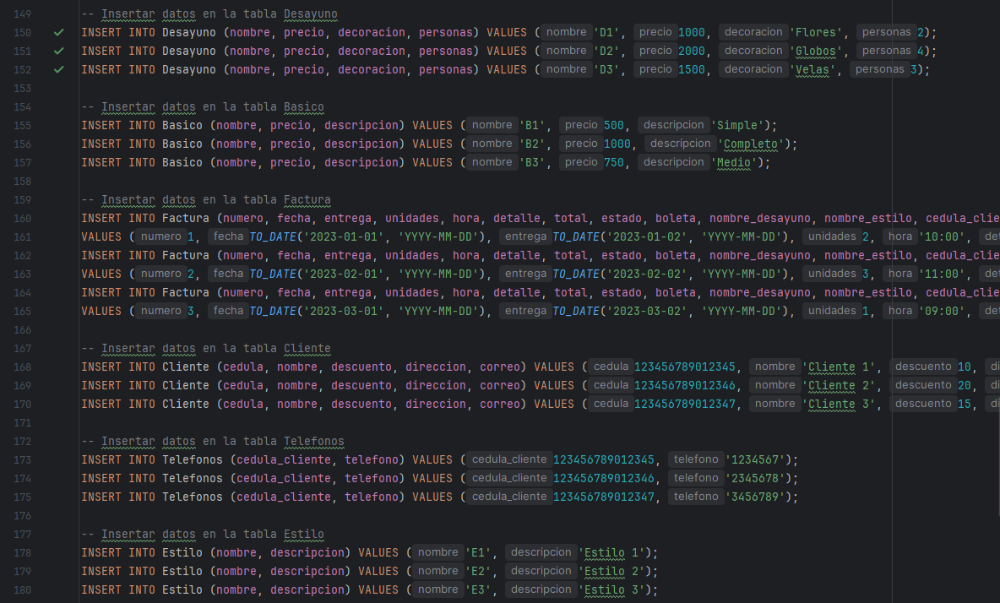 149 -- Insertar datos en la tabla Desayuno
150 INSERT INTO Desayuno (nombre, precio, decoracion, personas) VALUES ( nombre 'D1', precio 1000, decoracion 'Flores', personas 2);
151 INSERT INTO Desayuno (nombre, precio, decoracion, personas) VALUES ( nombre 'D2', precio 2000, decoracion 'Globos', personas 4);
152 INSERT INTO Desayuno (nombre, precio, decoracion, personas) VALUES ( nombre 'D3', precio 1500, decoracion 'Velas', personas 3);
153
154 -- Insertar datos en la tabla Basico
155 INSERT INTO Basico (nombre, precio, descripcion) VALUES ( nombre 'B1', precio 500, descripcion 'Simple');
156 INSERT INTO Basico (nombre, precio, descripcion) VALUES ( nombre 'B2', precio 1000, descripcion 'Completo');
157 INSERT INTO Basico (nombre, precio, descripcion) VALUES ( nombre 'B3', precio 750, descripcion 'Medio');
158
159 -- Insertar datos en la tabla Factura
160 INSERT INTO Factura (numero, fecha, entrega, unidades, hora, detalle, total, estado, boleta, nombre_desayuno, nombre_estilo, cedula_clie
161 VALUES ( numero 1, fecha TO_DATE('2023-01-01', 'YYYY-MM-DD'), entrega TO_DATE('2023-01-02', 'YYYY-MM-DD'), unidades 2, hora '10:00', det
162 INSERT INTO Factura (numero, fecha, entrega, unidades, hora, detalle, total, estado, boleta, nombre_desayuno, nombre_estilo, cedula_clie
163 VALUES ( numero 2, fecha TO_DATE('2023-02-01', 'YYYY-MM-DD'), entrega TO_DATE('2023-02-02', 'YYYY-MM-DD'), unidades 3, hora '11:00', det
164 INSERT INTO Factura (numero, fecha, entrega, unidades, hora, detalle, total, estado, boleta, nombre_desayuno, nombre_estilo, cedula_clie
165 VALUES ( numero 3, fecha TO_DATE('2023-03-01', 'YYYY-MM-DD'), entrega TO_DATE('2023-03-02', 'YYYY-MM-DD'), unidades 1, hora '09:00', det
166
167 -- Insertar datos en la tabla Cliente
168 INSERT INTO Cliente (cedula, nombre, descuento, direccion, correo) VALUES ( cedula 123456789012345, nombre 'Cliente 1', descuento 10, di
169 INSERT INTO Cliente (cedula, nombre, descuento, direccion, correo) VALUES ( cedula 123456789012346, nombre 'Cliente 2', descuento 20, di
170 INSERT INTO Cliente (cedula, nombre, descuento, direccion, correo) VALUES ( cedula 123456789012347, nombre 'Cliente 3', descuento 15, di
171
172 -- Insertar datos en la tabla Telefonos
173 INSERT INTO Telefonos (cedula_cliente, telefono) VALUES ( cedula_cliente 123456789012345, telefono '1234567');
174 INSERT INTO Telefonos (cedula_cliente, telefono) VALUES ( cedula_cliente 123456789012346, telefono '2345678');
175 INSERT INTO Telefonos (cedula_cliente, telefono) VALUES ( cedula_cliente 123456789012347, telefono '3456789');
176
177 -- Insertar datos en la tabla Estilo
178 INSERT INTO Estilo (nombre, descripcion) VALUES ( nombre 'E1', descripcion 'Estilo 1');
179 INSERT INTO Estilo (nombre, descripcion) VALUES ( nombre 'E2', descripcion 'Estilo 2');
180 INSERT INTO Estilo (nombre, descripcion) VALUES ( nombre 'E3', descripcion 'Estilo 3');